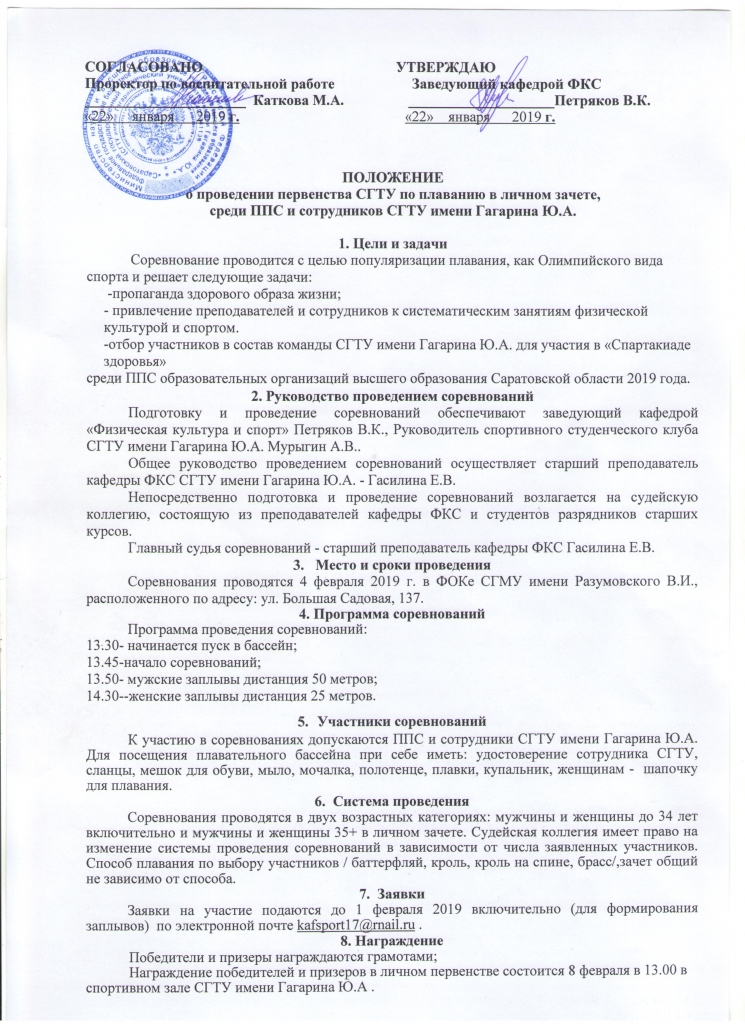 СОГЛАСОВАНО УТВЕРЖДАЮ
Проректор по воспитательной работе Заведующий кафедрой ФКС
Каткова М.А. Петряков В.К.
«22» января 2019 г. «22» января 2019 г.
ПОЛОЖЕНИЕ
о проведении первенства СГТУ по плаванию в личном зачете,
среди ППС и сотрудников СГТУ имени Гагарина Ю.А.
1. Цели и задачи
Соревнование проводится с целью популяризации плавания, как Олимпийского вида
спорта и решает следующие задачи:
-пропаганда здорового образа жизни;
- привлечение преподавателей и сотрудников к систематическим занятиям физической
культурой и спортом.
-отбор участников в состав команды СГТУ имени Гагарина Ю.А. для участия в «Спартакиаде
здоровья»
среди ППС образовательных организаций высшего образования Саратовской области 2019 года.
2. Руководство проведением соревнований
Подготовку и проведение соревнований обеспечивают заведующий кафедрой
«Физическая культура и спорт» Петряков В.К., Руководитель спортивного студенческого клуба
СГТУ имени Гагарина Ю.А. Мурыгин А.В..
Общее руководство проведением соревнований осуществляет старший преподаватель
кафедры ФКС СГТУ имени Гагарина Ю.А. - Гасилина Е.В.
Непосредственно подготовка и проведение соревнований возлагается на судейскую
коллегию, состоящую из преподавателей кафедры ФКС и студентов разрядников старших
курсов.
Главный судья соревнований - старший преподаватель кафедры ФКС Гасилина Е.В.
3. Место и сроки проведения
Соревнования проводятся 4 февраля 2019 г. в ФОКе СГМУ имени Разумовского В.И.,
расположенного по адресу: ул. Большая Садовая, 137.
4. Программа соревнований
Программа проведения соревнований:
13.30- начинается пуск в бассейн;
13.45-начало соревнований;
13.50- мужские заплывы дистанция 50 метров;
14.30--женские заплывы дистанция 25 метров.
5. Участники соревнований
К участию в соревнованиях допускаются ППС и сотрудники СГТУ имени Гагарина Ю.А.
Для посещения плавательного бассейна при себе иметь: удостоверение сотрудника СГТУ,
сланцы, мешок для обуви, мыло, мочалка, полотенце, плавки, купальник, женщинам - шапочку
для плавания.
6. Система проведения
Соревнования проводятся в двух возрастных категориях: мужчины и женщины до 34 лет
включительно и мужчины и женщины 35+ в личном зачете. Судейская коллегия имеет право на
изменение системы проведения соревнований в зависимости от числа заявленных участников.
Способ плавания по выбору участников / баттерфляй, кроль, кроль на спине, брасс/,зачет общий
не зависимо от способа.
7. Заявки
Заявки на участие подаются до 1 февраля 2019 включительно (для формирования
заплывов) по электронной почте kafsport17@mail.ru .
8. Награждение
Победители и призеры награждаются грамотами;
Награждение победителей и призеров в личном первенстве состоится 8 февраля в 13.00 в
спортивном зале СГТУ имени Гагарина Ю.А .